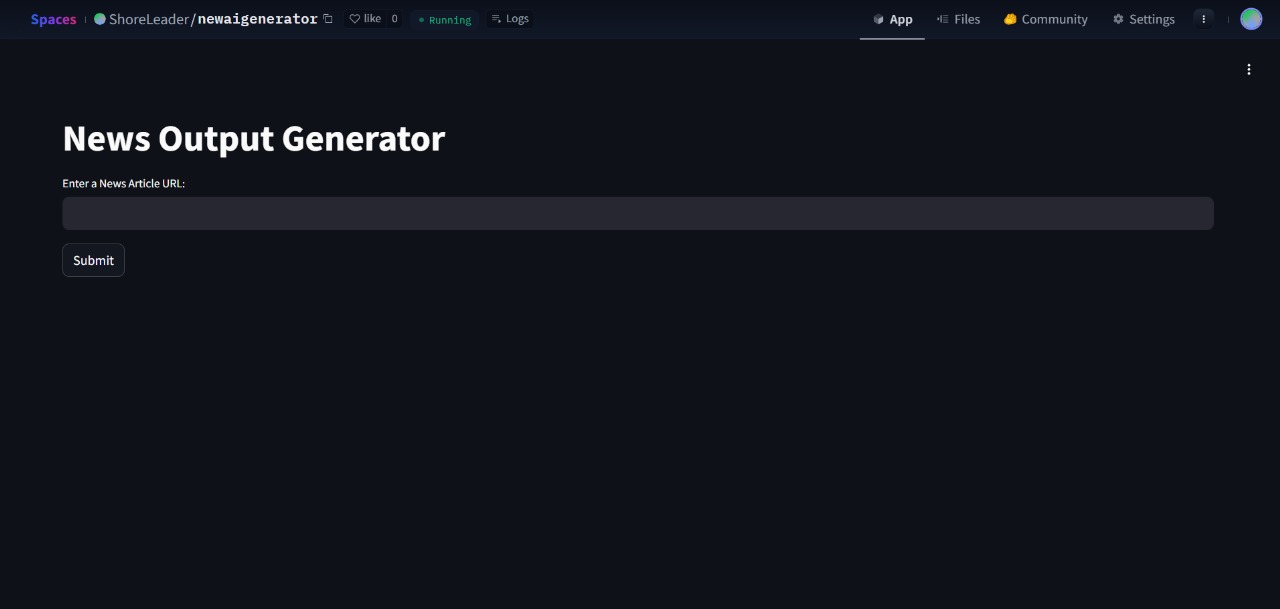 Spaces ShoreLeader/newaigenerator like 0 Running Logs App Files Community Settings
News Output Generator
Enter a News Article URL:
Submit